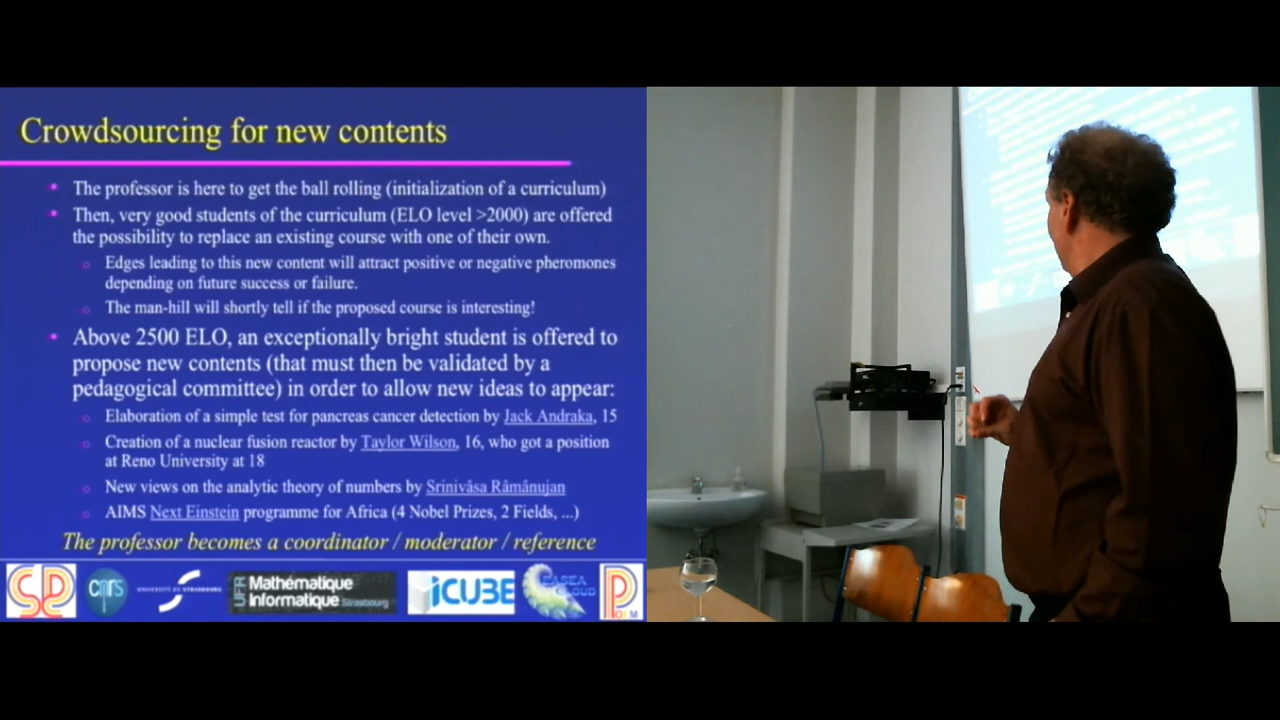 Crowdsourcing for new contents
The professor is here to get the ball rolling (initialization of a curriculum)
Then, very good students of the curriculum (ELO level >2000) are offered
the possibility to replace an existing course with one of their own.
Edges leading to this new content will attract positive or negative pheromones
depending on future success or failure.
The man-hill will shortly tell if the proposed course is interesting!
Above 2500 ELO, an exceptionally bright student is offered to
propose new contents (that must then be validated by a
pedagogical committee) in order to allow new ideas to appear:
Elaboration of a simple test for pancreas cancer detection by Jack Andraka, 15
Creation of a nuclear fusion reactor by Taylor Wilson, 16, who got a position
at Reno University at 18
New views on the analytic theory of numbers by Srinivâsa Râmânujan
AIMS Next Einstein programme for Africa (4 Nobel Prizes, 2 Fields, ...)
The professor becomes a coordinator / moderator / reference
cnrs
UNIVERSITÉ DE STRASBOURG
UFR Mathématique
Informatique Strasbourg
iCUBE
EASEA
CLOUD